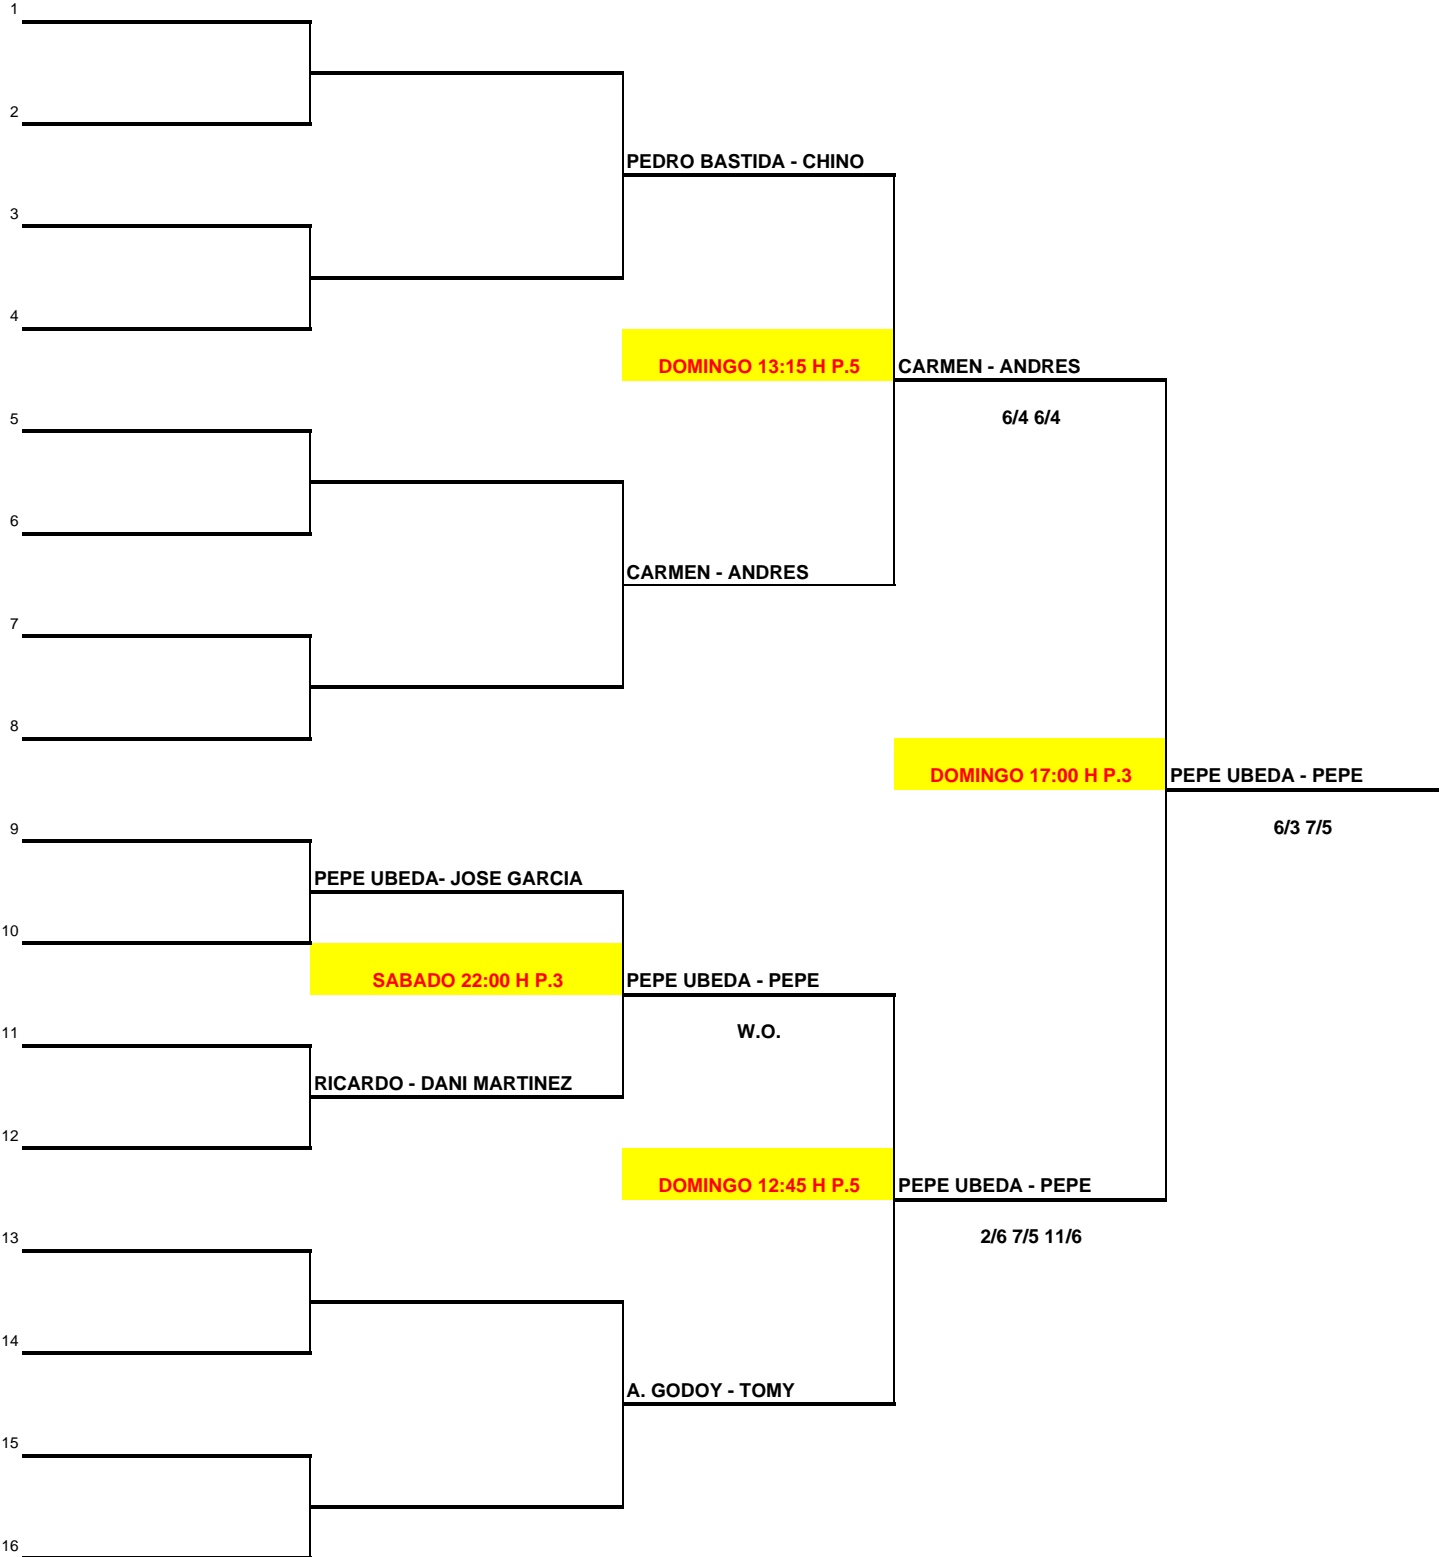 1
2
PEDRO BASTIDA - CHINO
3
4
DOMINGO 13:15 H P.5
CARMEN - ANDRES
6/4 6/4
5
6
CARMEN - ANDRES
7
8
DOMINGO 17:00 H P.3
PEPE UBEDA - PEPE
6/3 7/5
9
PEPE UBEDA- JOSE GARCIA
10
SABADO 22:00 H P.3
PEPE UBEDA - PEPE
W.O.
11
RICARDO - DANI MARTINEZ
12
DOMINGO 12:45 H P.5
PEPE UBEDA - PEPE
2/6 7/5 11/6
13
14
A. GODOY - TOMY
15
16